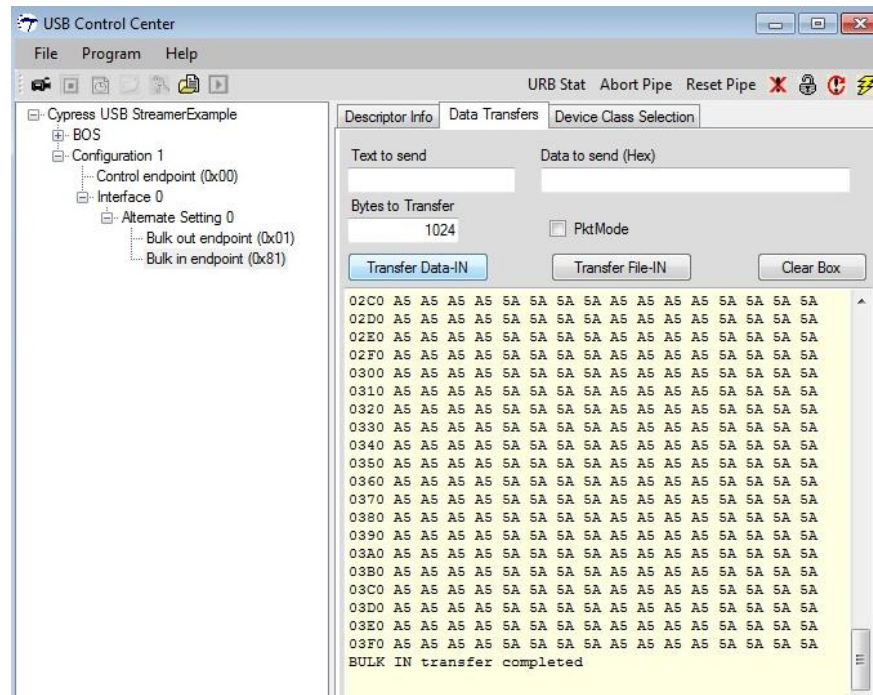 USB Control Center
File Program Help
URB Stat Abort Pipe Reset Pipe
Cypress USB StreamerExample
BOS
Configuration 1
Control endpoint (0x00)
Interface 0
Alternate Setting 0
Bulk out endpoint (0x01)
Bulk in endpoint (0x81)
Descriptor Info Data Transfers Device Class Selection
Text to send Data to send (Hex)
Bytes to Transfer
1024 PktMode
Transfer Data-IN Transfer File-IN Clear Box
02C0 A5 A5 A5 A5 5A 5A 5A 5A A5 A5 A5 A5 5A 5A 5A 5A
02D0 A5 A5 A5 A5 5A 5A 5A 5A A5 A5 A5 A5 5A 5A 5A 5A
02E0 A5 A5 A5 A5 5A 5A 5A 5A A5 A5 A5 A5 5A 5A 5A 5A
02F0 A5 A5 A5 A5 5A 5A 5A 5A A5 A5 A5 A5 5A 5A 5A 5A
0300 A5 A5 A5 A5 5A 5A 5A 5A A5 A5 A5 A5 5A 5A 5A 5A
0310 A5 A5 A5 A5 5A 5A 5A 5A A5 A5 A5 A5 5A 5A 5A 5A
0320 A5 A5 A5 A5 5A 5A 5A 5A A5 A5 A5 A5 5A 5A 5A 5A
0330 A5 A5 A5 A5 5A 5A 5A 5A A5 A5 A5 A5 5A 5A 5A 5A
0340 A5 A5 A5 A5 5A 5A 5A 5A A5 A5 A5 A5 5A 5A 5A 5A
0350 A5 A5 A5 A5 5A 5A 5A 5A A5 A5 A5 A5 5A 5A 5A 5A
0360 A5 A5 A5 A5 5A 5A 5A 5A A5 A5 A5 A5 5A 5A 5A 5A
0370 A5 A5 A5 A5 5A 5A 5A 5A A5 A5 A5 A5 5A 5A 5A 5A
0380 A5 A5 A5 A5 5A 5A 5A 5A A5 A5 A5 A5 5A 5A 5A 5A
0390 A5 A5 A5 A5 5A 5A 5A 5A A5 A5 A5 A5 5A 5A 5A 5A
03A0 A5 A5 A5 A5 5A 5A 5A 5A A5 A5 A5 A5 5A 5A 5A 5A
03B0 A5 A5 A5 A5 5A 5A 5A 5A A5 A5 A5 A5 5A 5A 5A 5A
03C0 A5 A5 A5 A5 5A 5A 5A 5A A5 A5 A5 A5 5A 5A 5A 5A
03D0 A5 A5 A5 A5 5A 5A 5A 5A A5 A5 A5 A5 5A 5A 5A 5A
03E0 A5 A5 A5 A5 5A 5A 5A 5A A5 A5 A5 A5 5A 5A 5A 5A
03F0 A5 A5 A5 A5 5A 5A 5A 5A A5 A5 A5 A5 5A 5A 5A 5A
BULK IN transfer completed